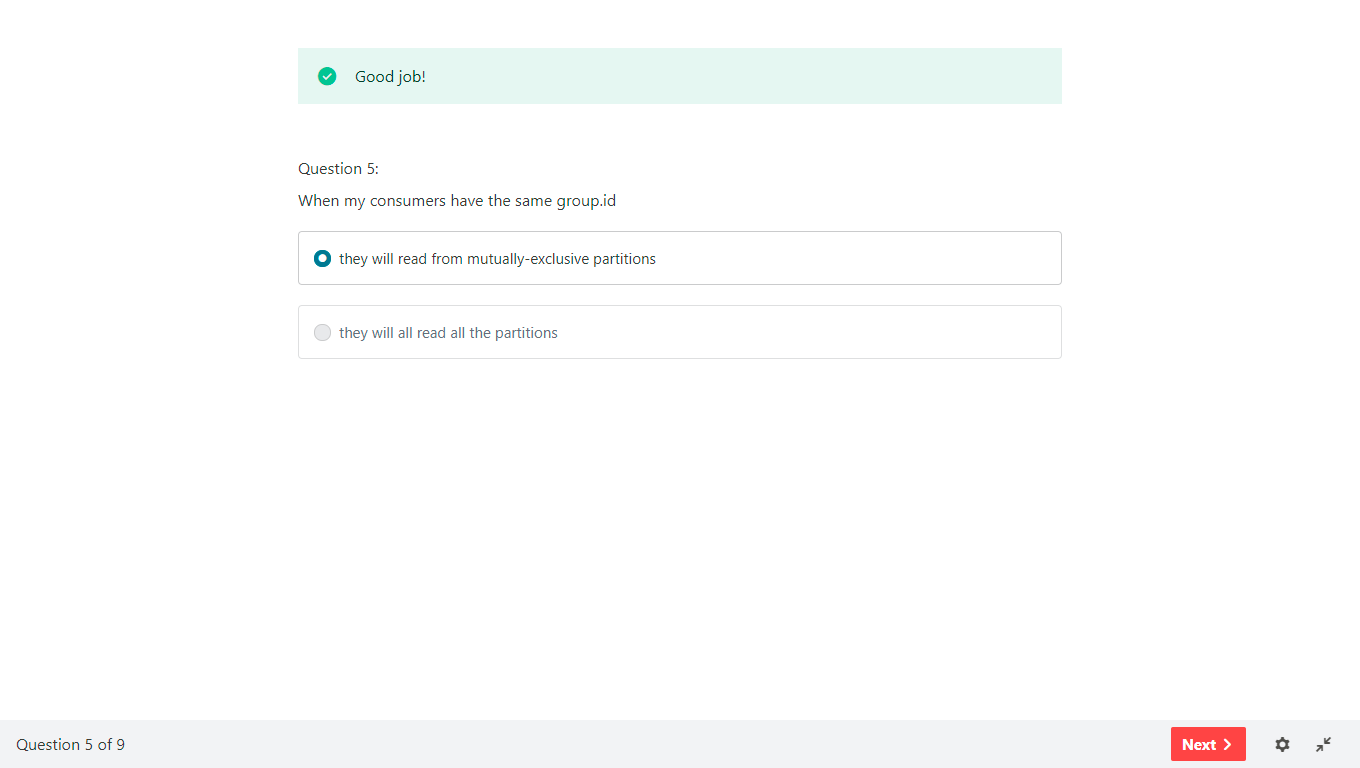 Good job!
Question 5:
When my consumers have the same group.id
they will read from mutually-exclusive partitions
they will all read all the partitions
Question 5 of 9
Next